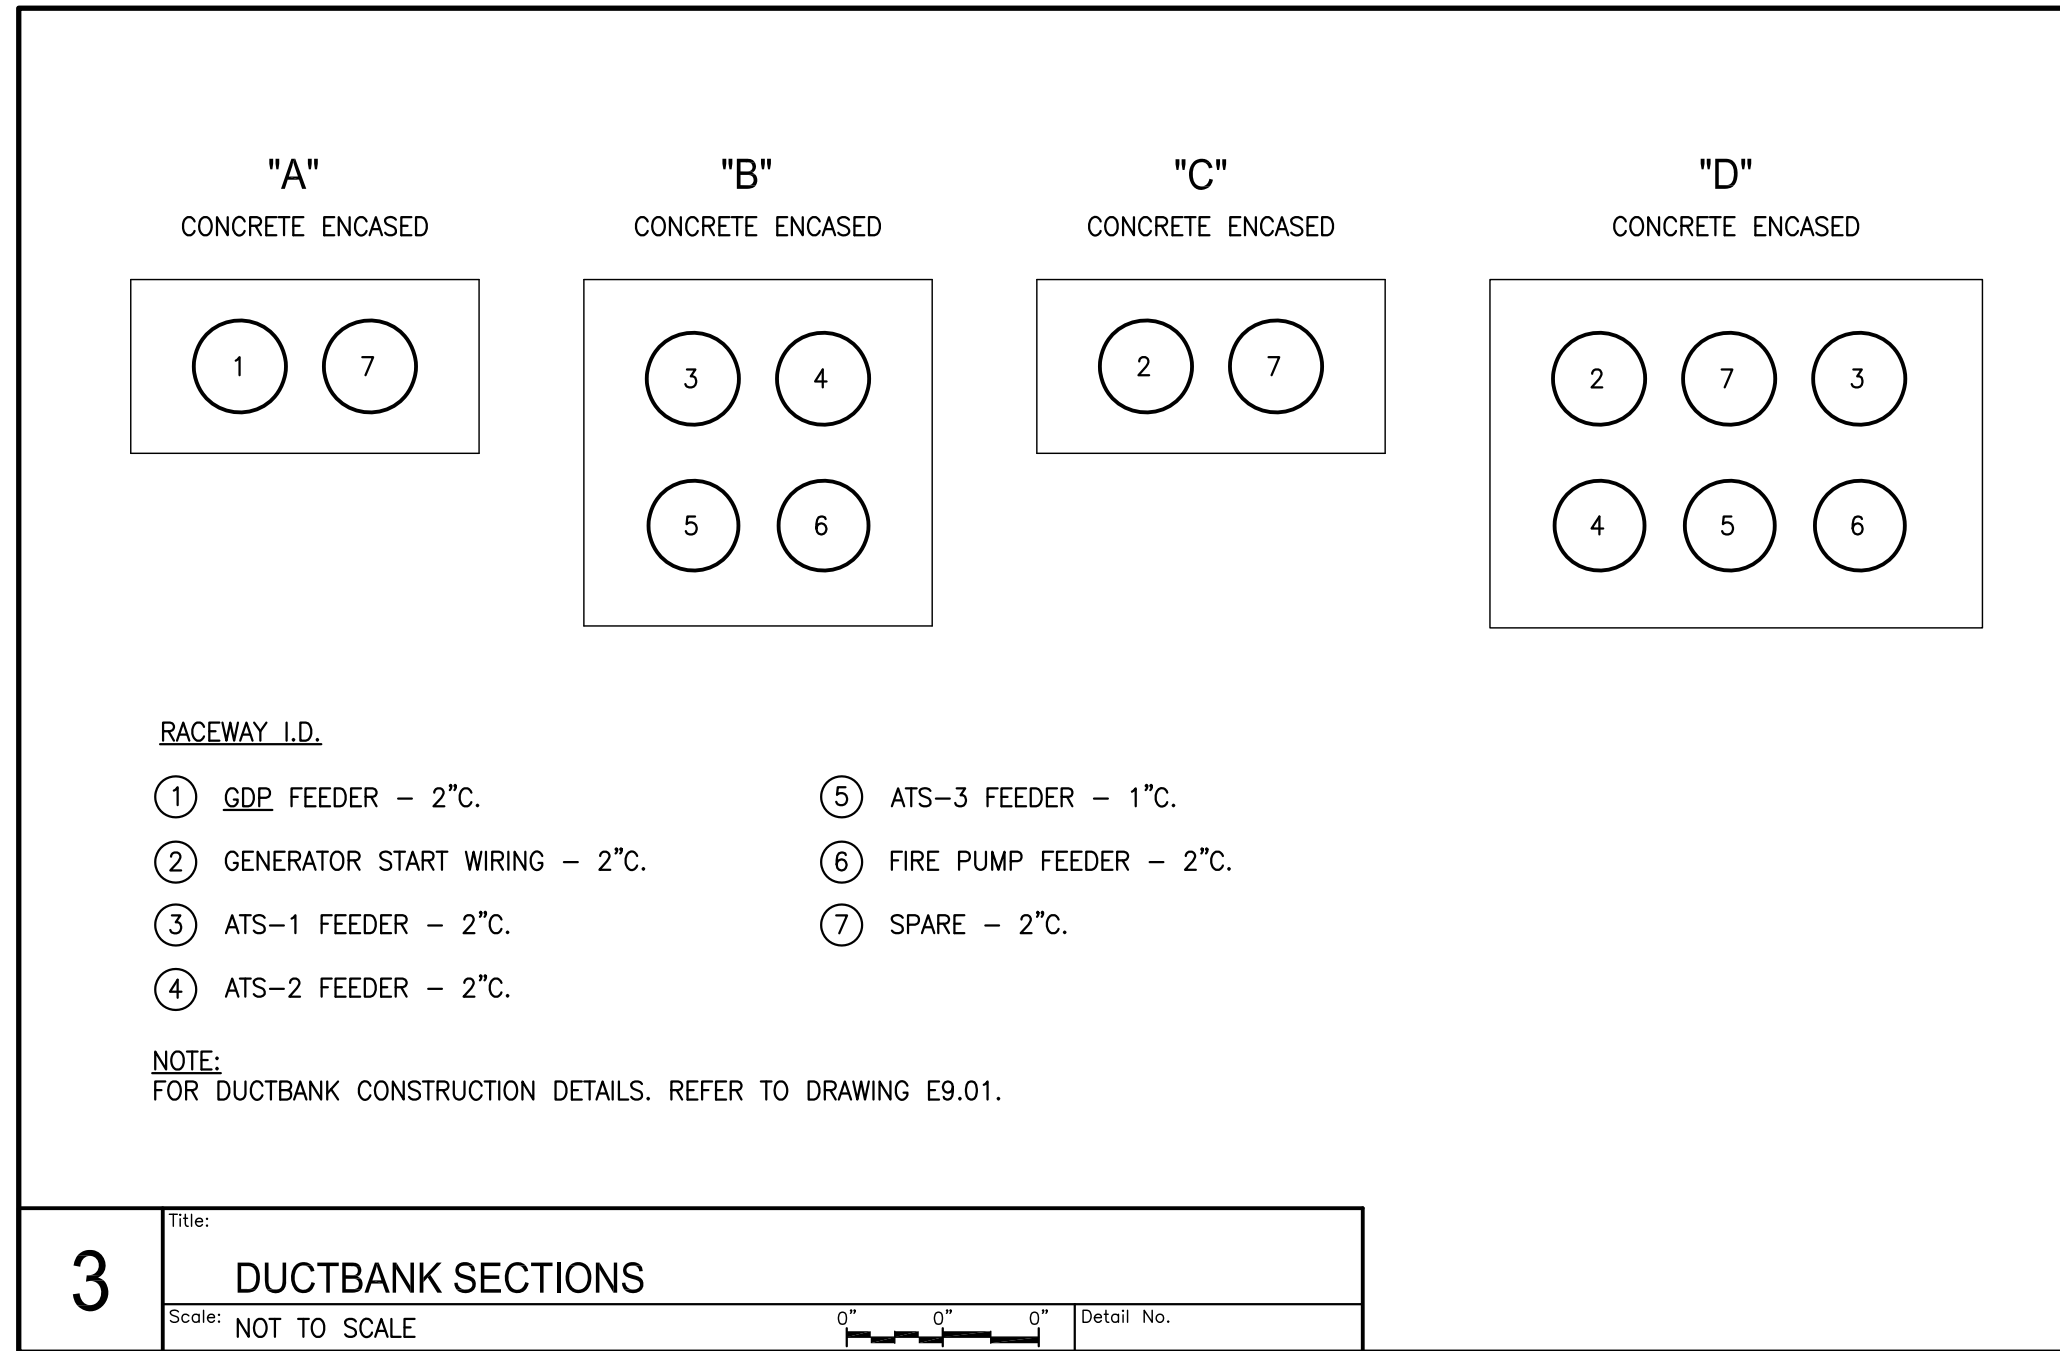 "A"
CONCRETE ENCASED
1 7
"B"
CONCRETE ENCASED
3 4
5 6
"C"
CONCRETE ENCASED
2 7
"D"
CONCRETE ENCASED
2 7 3
4 5 6
RACEWAY I.D.
1 GDP FEEDER – 2"C.
2 GENERATOR START WIRING – 2"C.
3 ATS–1 FEEDER – 2"C.
4 ATS–2 FEEDER – 2"C.
5 ATS–3 FEEDER – 1"C.
6 FIRE PUMP FEEDER – 2"C.
7 SPARE – 2"C.
NOTE:
FOR DUCTBANK CONSTRUCTION DETAILS. REFER TO DRAWING E9.01.
3
Title:
DUCTBANK SECTIONS
Scale: NOT TO SCALE
0" 0" 0"
Detail No.